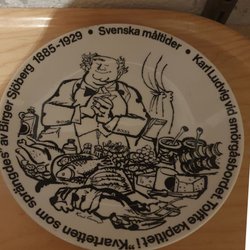 Karl Ludvig vid smörgåsbordet, tolfte kapitlet i "Kvartetten som sprängdes" av Birger Sjöberg 1885-1929 • Svenska måltider •